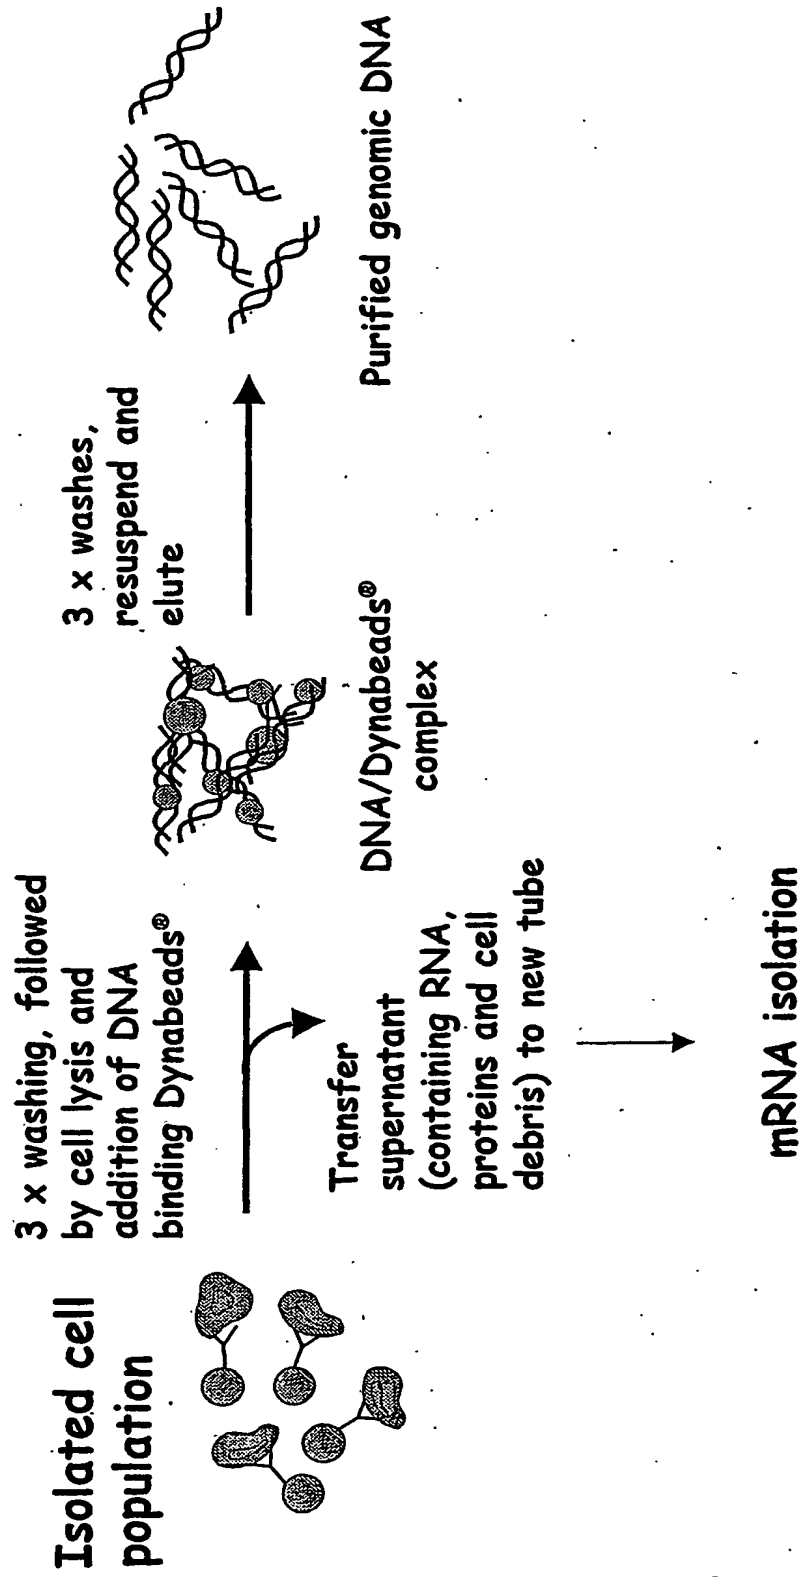 Isolated cell
population
3 x washing, followed
by cell lysis and
addition of DNA
binding Dynabeads®
Transfer
supernatant
(containing RNA,
proteins and cell
debris) to new tube
mRNA isolation
DNA/Dynabeads®
complex
3 x washes,
resuspend and
elute
Purified genomic DNA